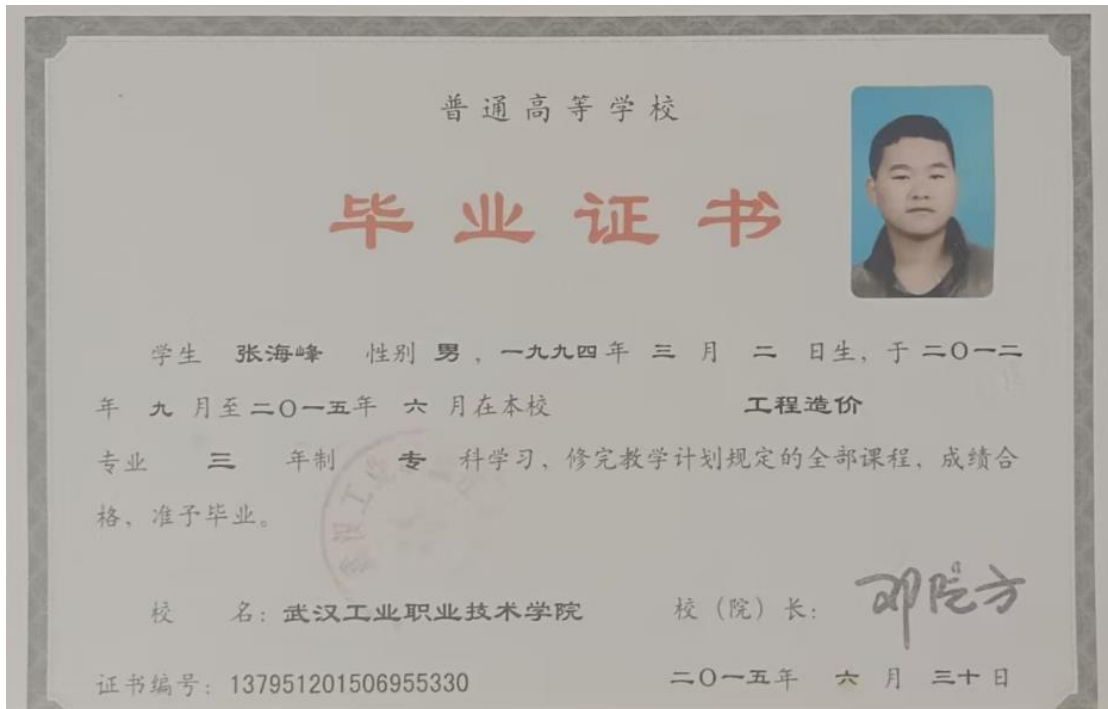 普通高等学校
毕业证书
学生 张海峰 性别 男，一九九四年 三 月 二 日生，于二〇一二
年 九 月至二〇一五年 六 月在本校 工程造价
专业 三 年制 专 科学习，修完教学计划规定的全部课程，成绩合
格，准予毕业。
校 名：武汉工业职业技术学院 校（院）长：
证书编号：137951201506955330 二〇一五年 六 月 三十日